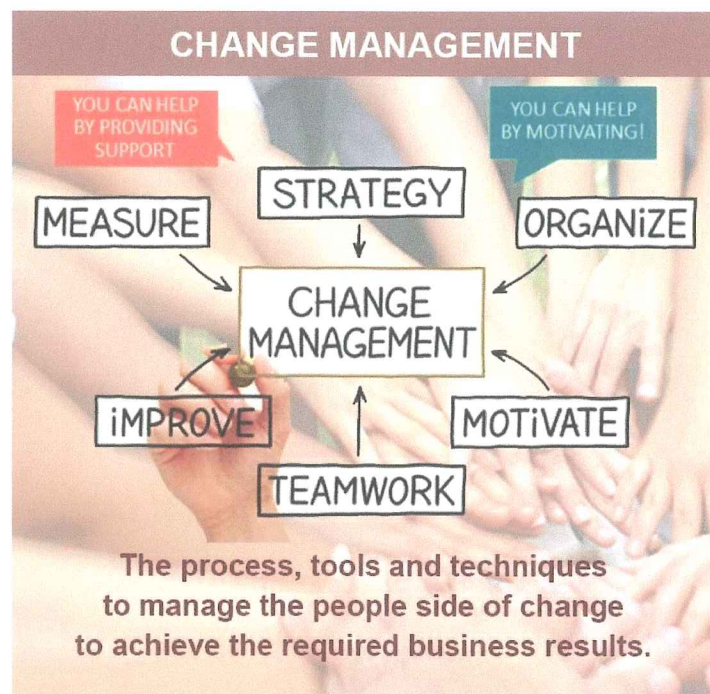 CHANGE MANAGEMENT
YOU CAN HELP
BY PROVIDING
SUPPORT
YOU CAN HELP
BY MOTIVATING!
STRATEGY
MEASURE
ORGANiZE
CHANGE
MANAGEMENT
iMPROVE
MOTiVATE
TEAMWORK
The process, tools and techniques
to manage the people side of change
to achieve the required business results.